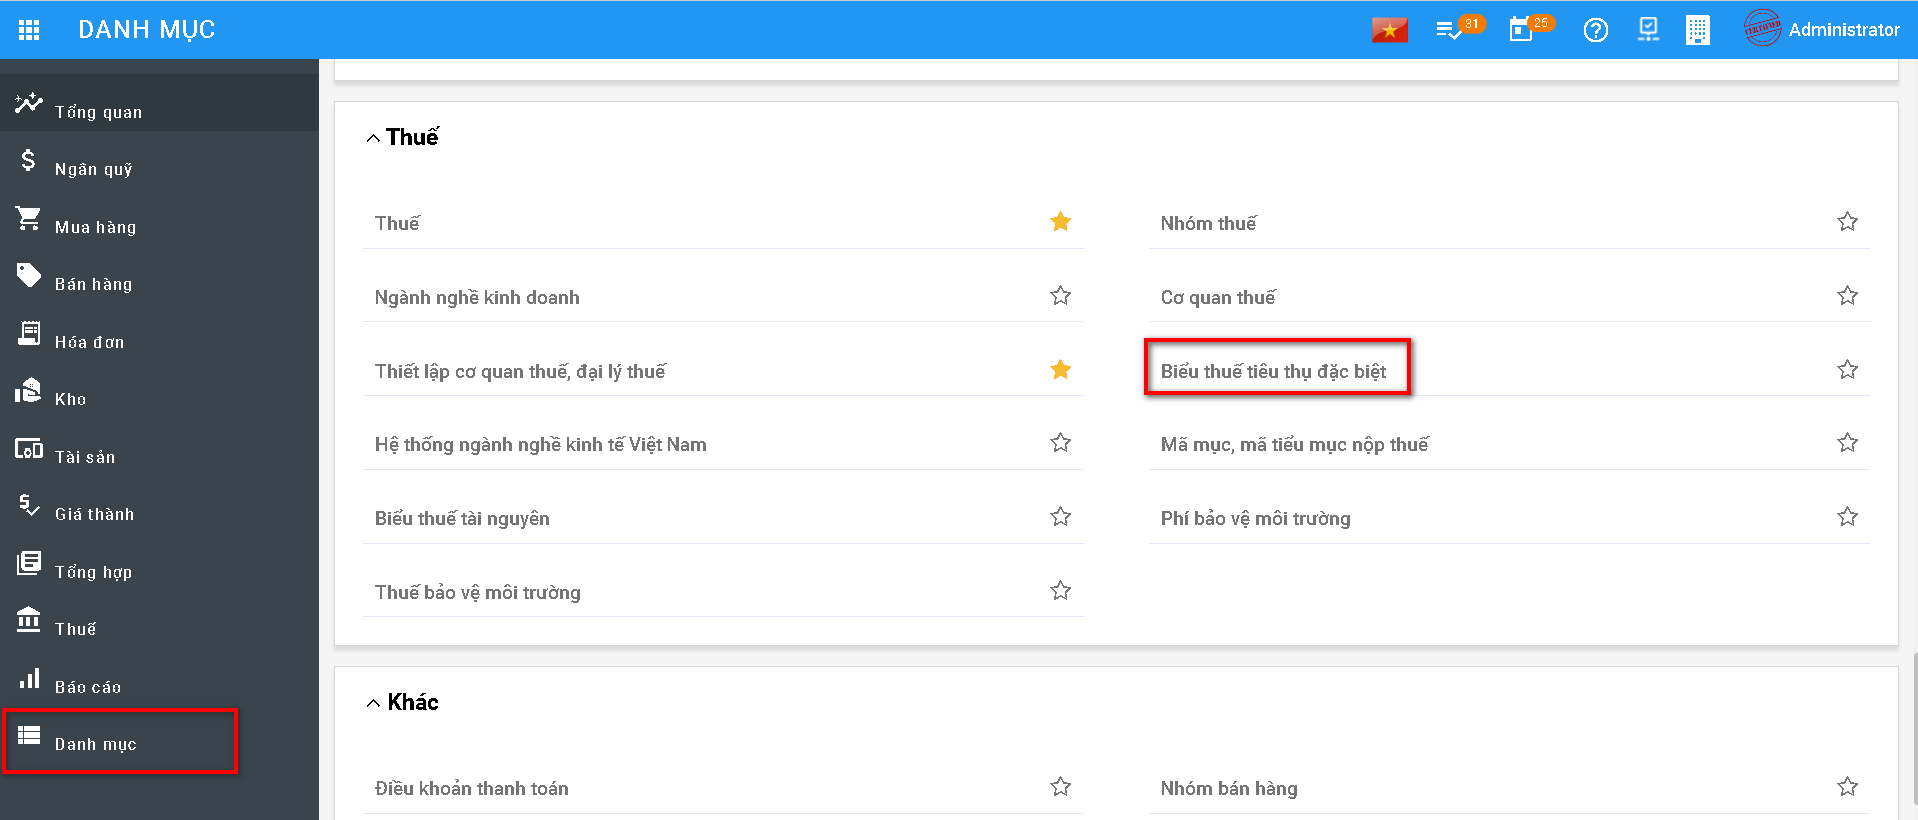 DANH MỤC
31
25
CERTIFIED
Administrator
Tổng quan
Ngân quỹ
Mua hàng
Bán hàng
Hóa đơn
Kho
Tài sản
Giá thành
Tổng hợp
Thuế
Báo cáo
Danh mục
Thuế
Thuế
Nhóm thuế
Ngành nghề kinh doanh
Cơ quan thuế
Thiết lập cơ quan thuế, đại lý thuế
Biểu thuế tiêu thụ đặc biệt
Hệ thống ngành nghề kinh tế Việt Nam
Mã mục, mã tiểu mục nộp thuế
Biểu thuế tài nguyên
Phí bảo vệ môi trường
Thuế bảo vệ môi trường
Khác
Điều khoản thanh toán
Nhóm bán hàng